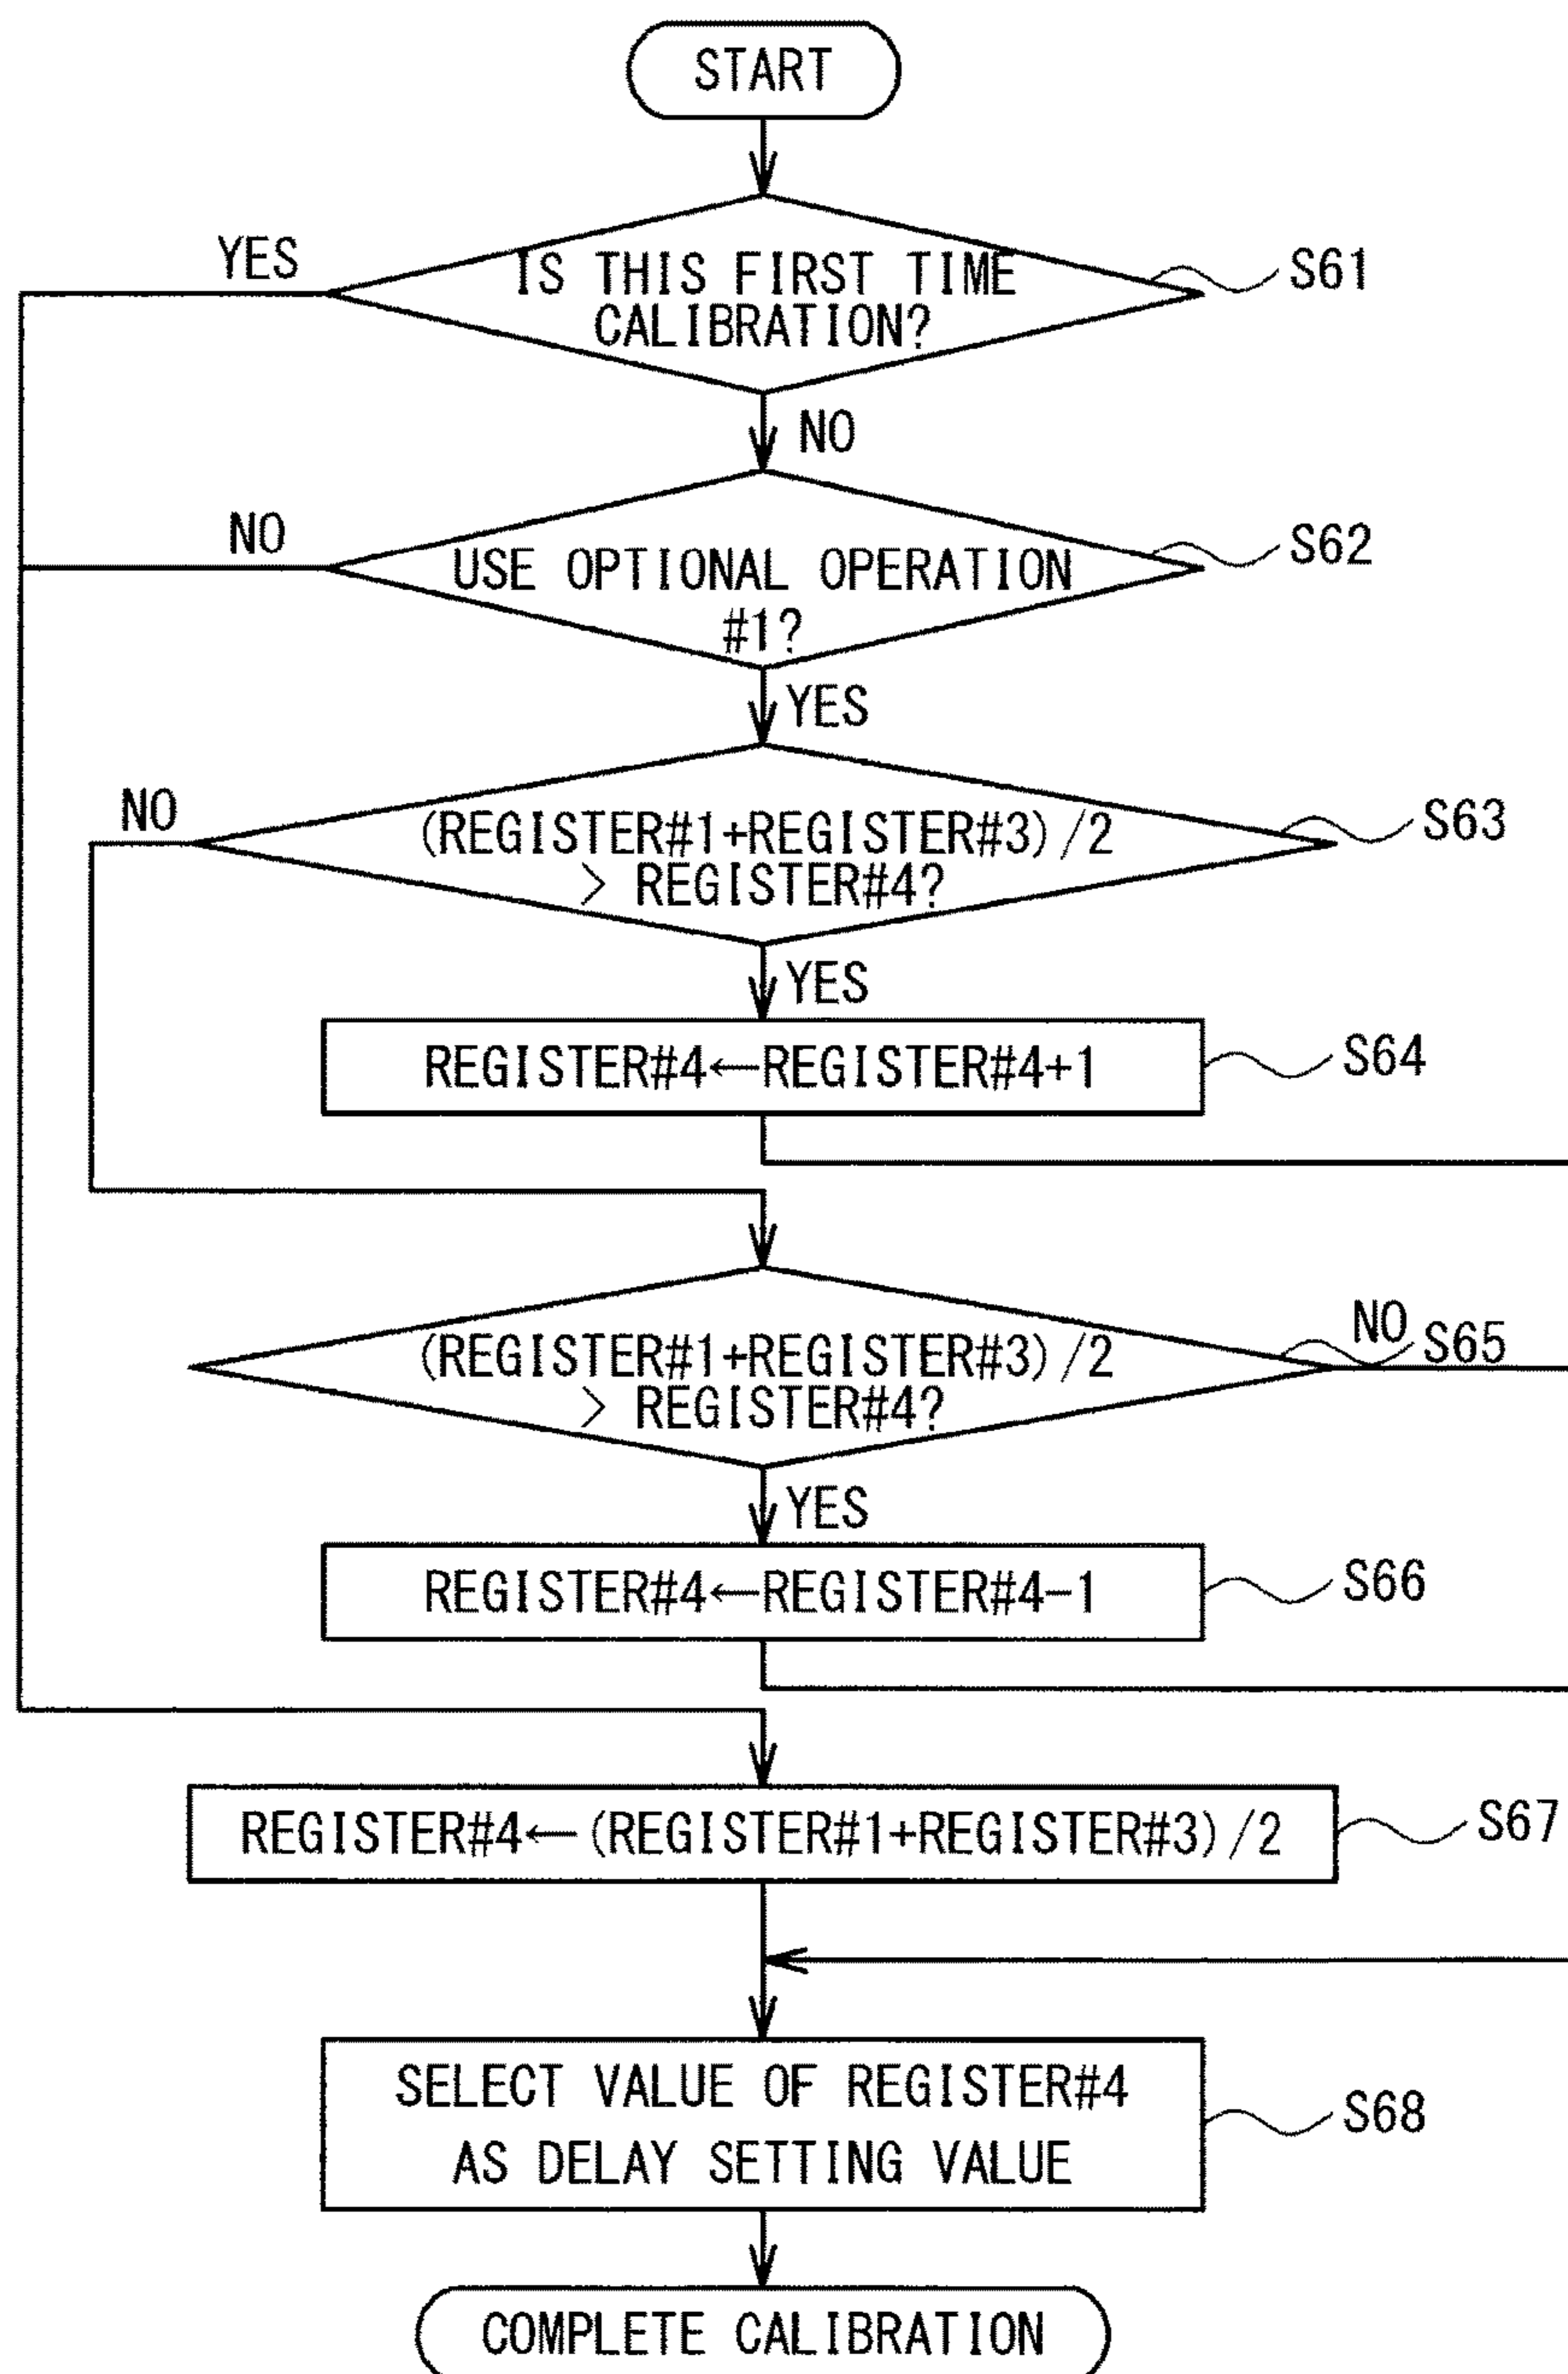 START
YES
IS THIS FIRST TIME
CALIBRATION?
S61
NO
NO
USE OPTIONAL OPERATION
#1?
S62
YES
NO
(REGISTER#1+REGISTER#3)/2
> REGISTER#4?
S63
YES
REGISTER#4←REGISTER#4+1
S64
(REGISTER#1+REGISTER#3)/2
> REGISTER#4?
NO
S65
YES
REGISTER#4←REGISTER#4−1
S66
REGISTER#4←(REGISTER#1+REGISTER#3)/2
S67
SELECT VALUE OF REGISTER#4
AS DELAY SETTING VALUE
S68
COMPLETE CALIBRATION